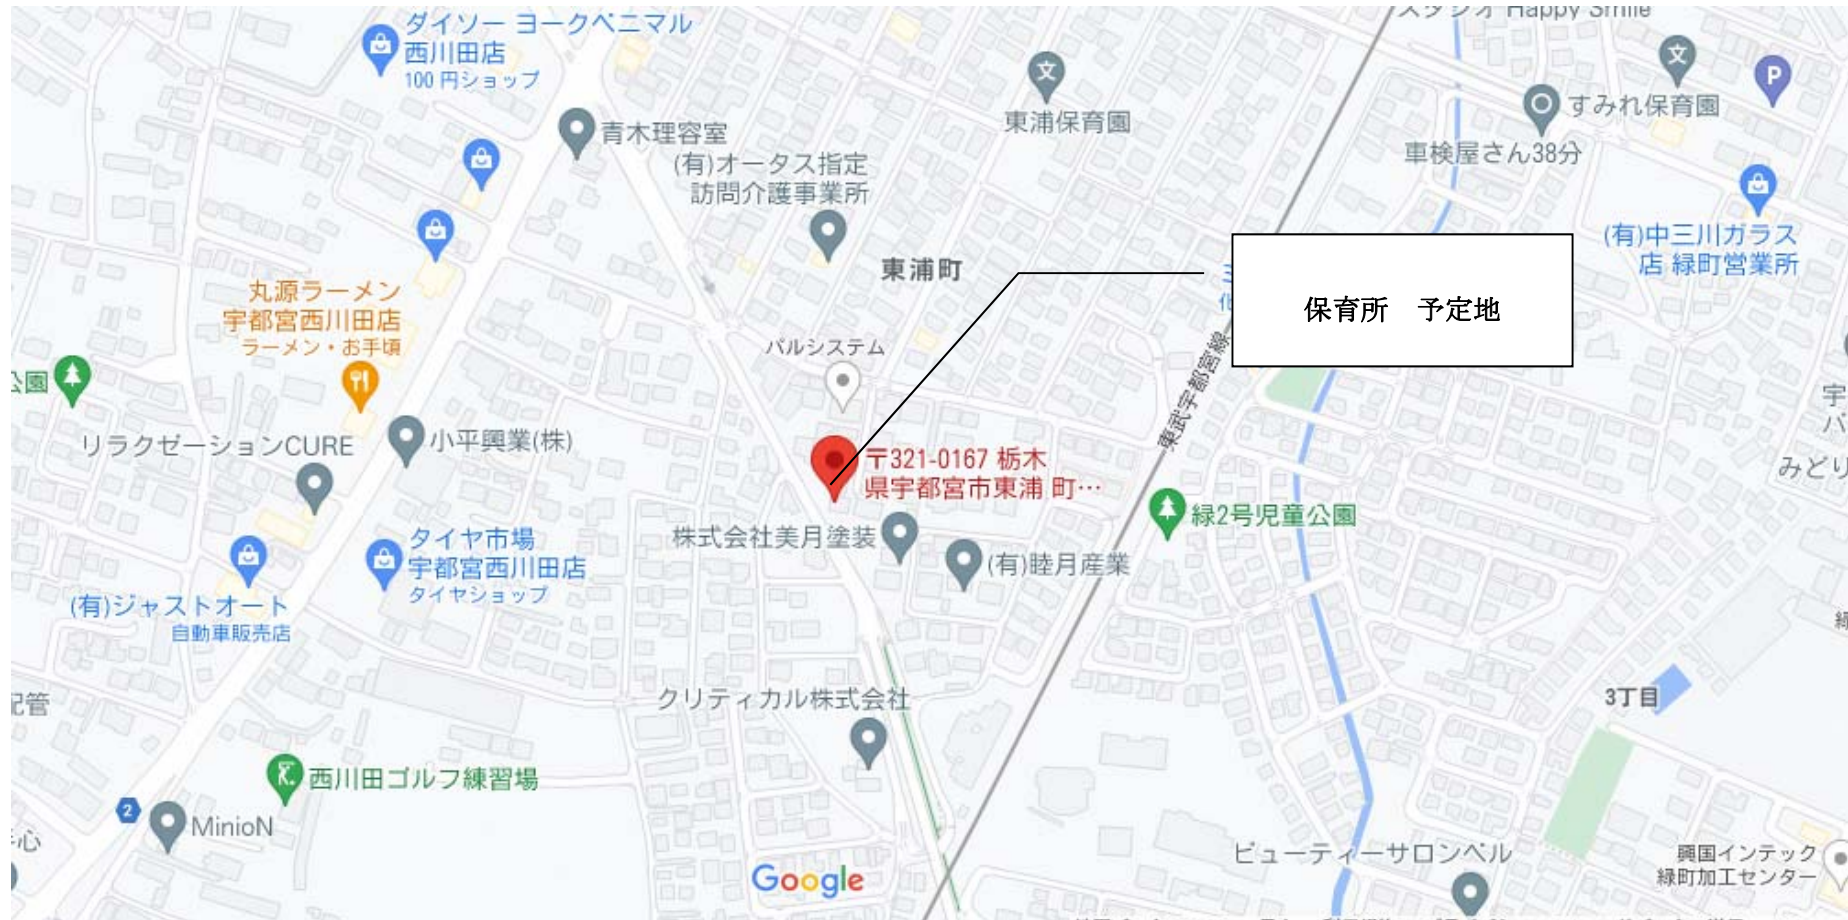 ダイソー ヨークベニマル
西川田店
100 円ショップ
青木理容室
(有)オータス指定
訪問介護事業所
東浦保育園
スタジオ Happy Smile
すみれ保育園
P
車検屋さん38分
(有)中三川ガラス
店 緑町営業所
東浦町
保育所　予定地
丸源ラーメン
宇都宮西川田店
ラーメン・お手頃
パルシステム
東武宇都宮線
公園
リラクゼーションCURE
小平興業(株)
〒321-0167 栃木
県宇都宮市東浦 町…
みどり
緑2号児童公園
株式会社美月塗装
(有)睦月産業
タイヤ市場
宇都宮西川田店
タイヤショップ
(有)ジャストオート
自動車販売店
クリティカル株式会社
3丁目
西川田ゴルフ練習場
2
MinioN
Google
ビューティーサロンベル
興国インテック
緑町加工センター